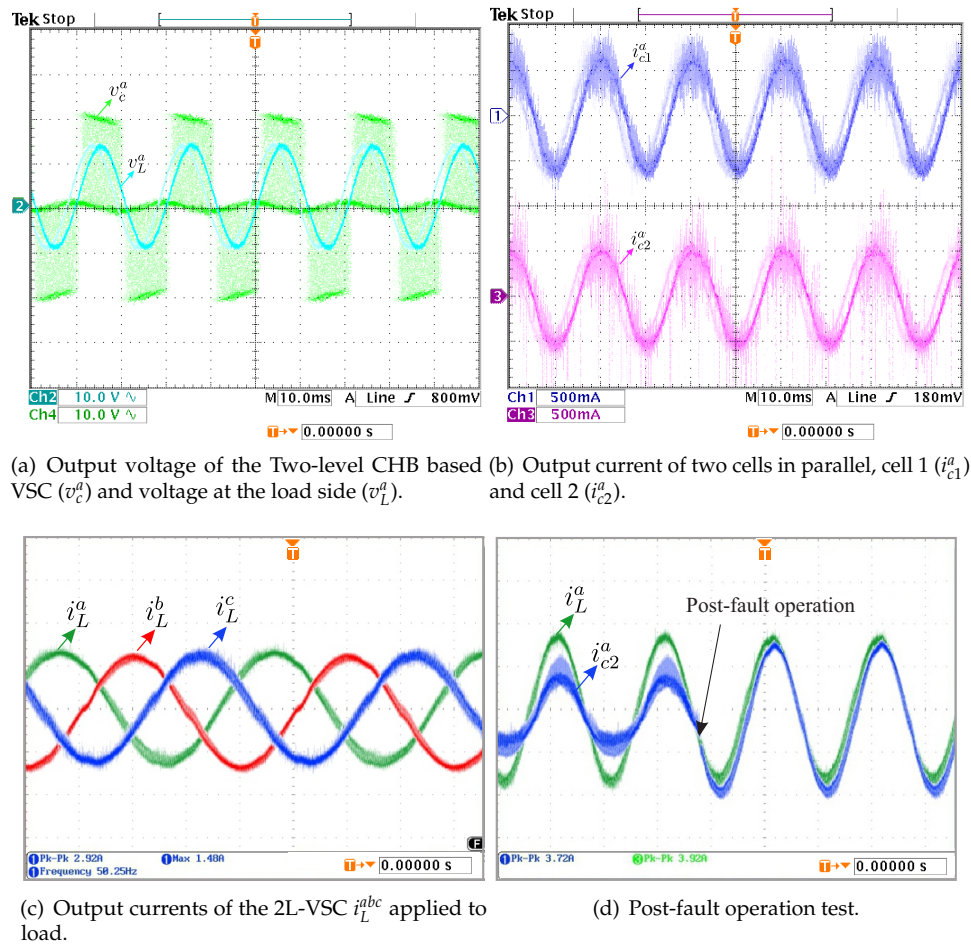 Tek Stop
T
T
v_c^a
v_L^a
2
Ch2 10.0 V ∿ M 10.0ms A Line ƒ 800mV
Ch4 10.0 V ∿
T→▼ 0.00000 s
Tek Stop
T
T
i_{c1}^a
1
i_{c2}^a
3
Ch1 500mA M 10.0ms A Line ƒ 180mV
Ch3 500mA
T→▼ 0.00000 s
(a) Output voltage of the Two-level CHB based
VSC (v_c^a) and voltage at the load side (v_L^a).
(b) Output current of two cells in parallel, cell 1 (i_{c1}^a)
and cell 2 (i_{c2}^a).
T
i_L^a i_L^b i_L^c
F
1 Pk-Pk 2.92A 1 Max 1.48A
1 Frequency 50.25Hz
T→▼ 0.00000 s
T
i_L^a
Post-fault operation
i_{c2}^a
1 Pk-Pk 3.72A 3 Pk-Pk 3.92A
T→▼ 0.00000 s
(c) Output currents of the 2L-VSC i_L^{abc} applied to
load.
(d) Post-fault operation test.